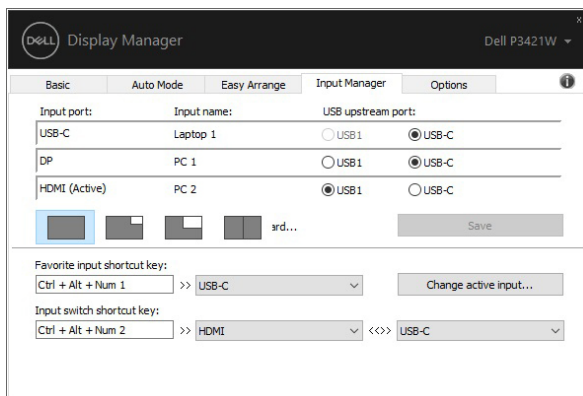 DELL Display Manager Dell P3421W
x
Basic Auto Mode Easy Arrange Input Manager Options
Input port: Input name: USB upstream port:
USB-C Laptop 1 USB1 USB-C
DP PC 1 USB1 USB-C
HDMI (Active) PC 2 USB1 USB-C
ard... Save
Favorite input shortcut key:
Ctrl + Alt + Num 1 >> USB-C Change active input...
Input switch shortcut key:
Ctrl + Alt + Num 2 >> HDMI <<>> USB-C